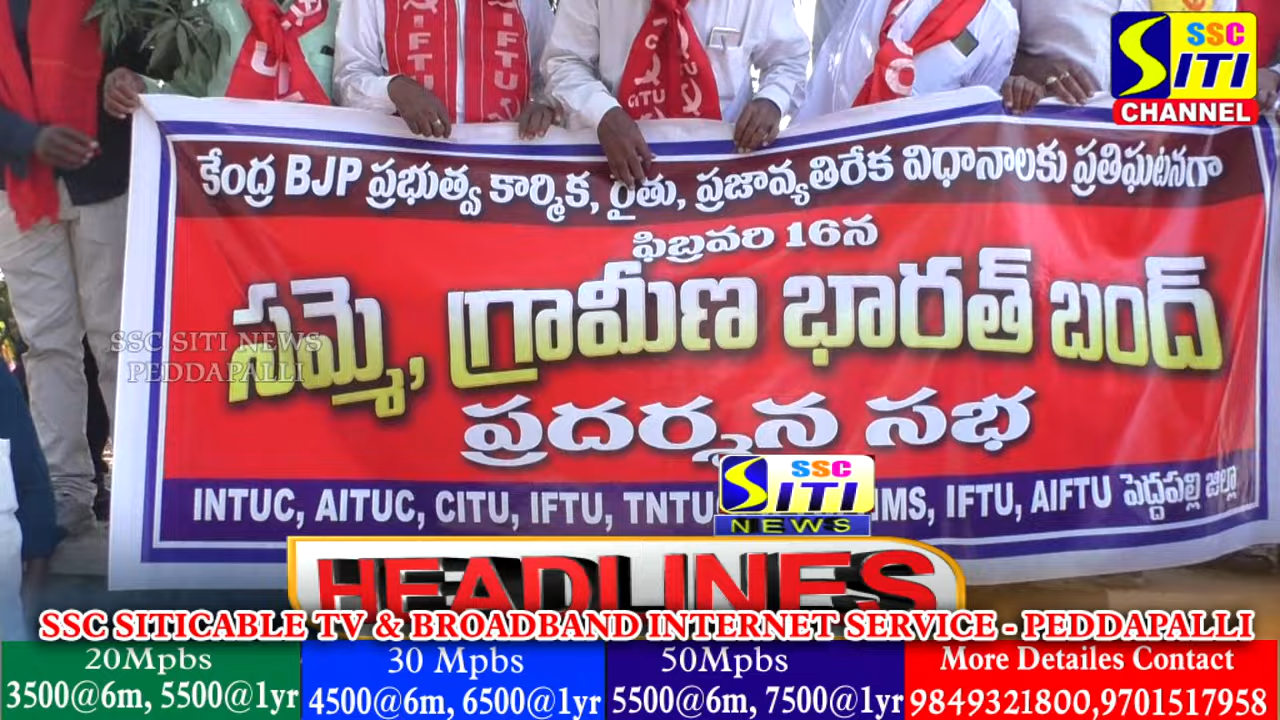 IFTU
IFTU
CITU
SSC
SITI
CHANNEL
కేంద్ర BJP ప్రభుత్వ కార్మిక, రైతు, ప్రజావ్యతిరేక విధానాలకు ప్రతిఘటనగా
ఫిబ్రవరి 16న
సమ్మె, గ్రామీణ భారత్ బంద్
SSC SITI NEWS
PEDDAPALLI
ప్రదర్శన సభ
INTUC, AITUC, CITU, IFTU, TNTU
MS, IFTU, AIFTU పెద్దపల్లి జిల్లా
SSC
SITI
NEWS
HEADLINES
SSC SITICABLE TV & BROADBAND INTERNET SERVICE - PEDDAPALLI
20Mpbs 30 Mpbs 50Mpbs More Detailes Contact
3500@6m, 5500@1yr 4500@6m, 6500@1yr 5500@6m, 7500@1yr 9849321800,9701517958